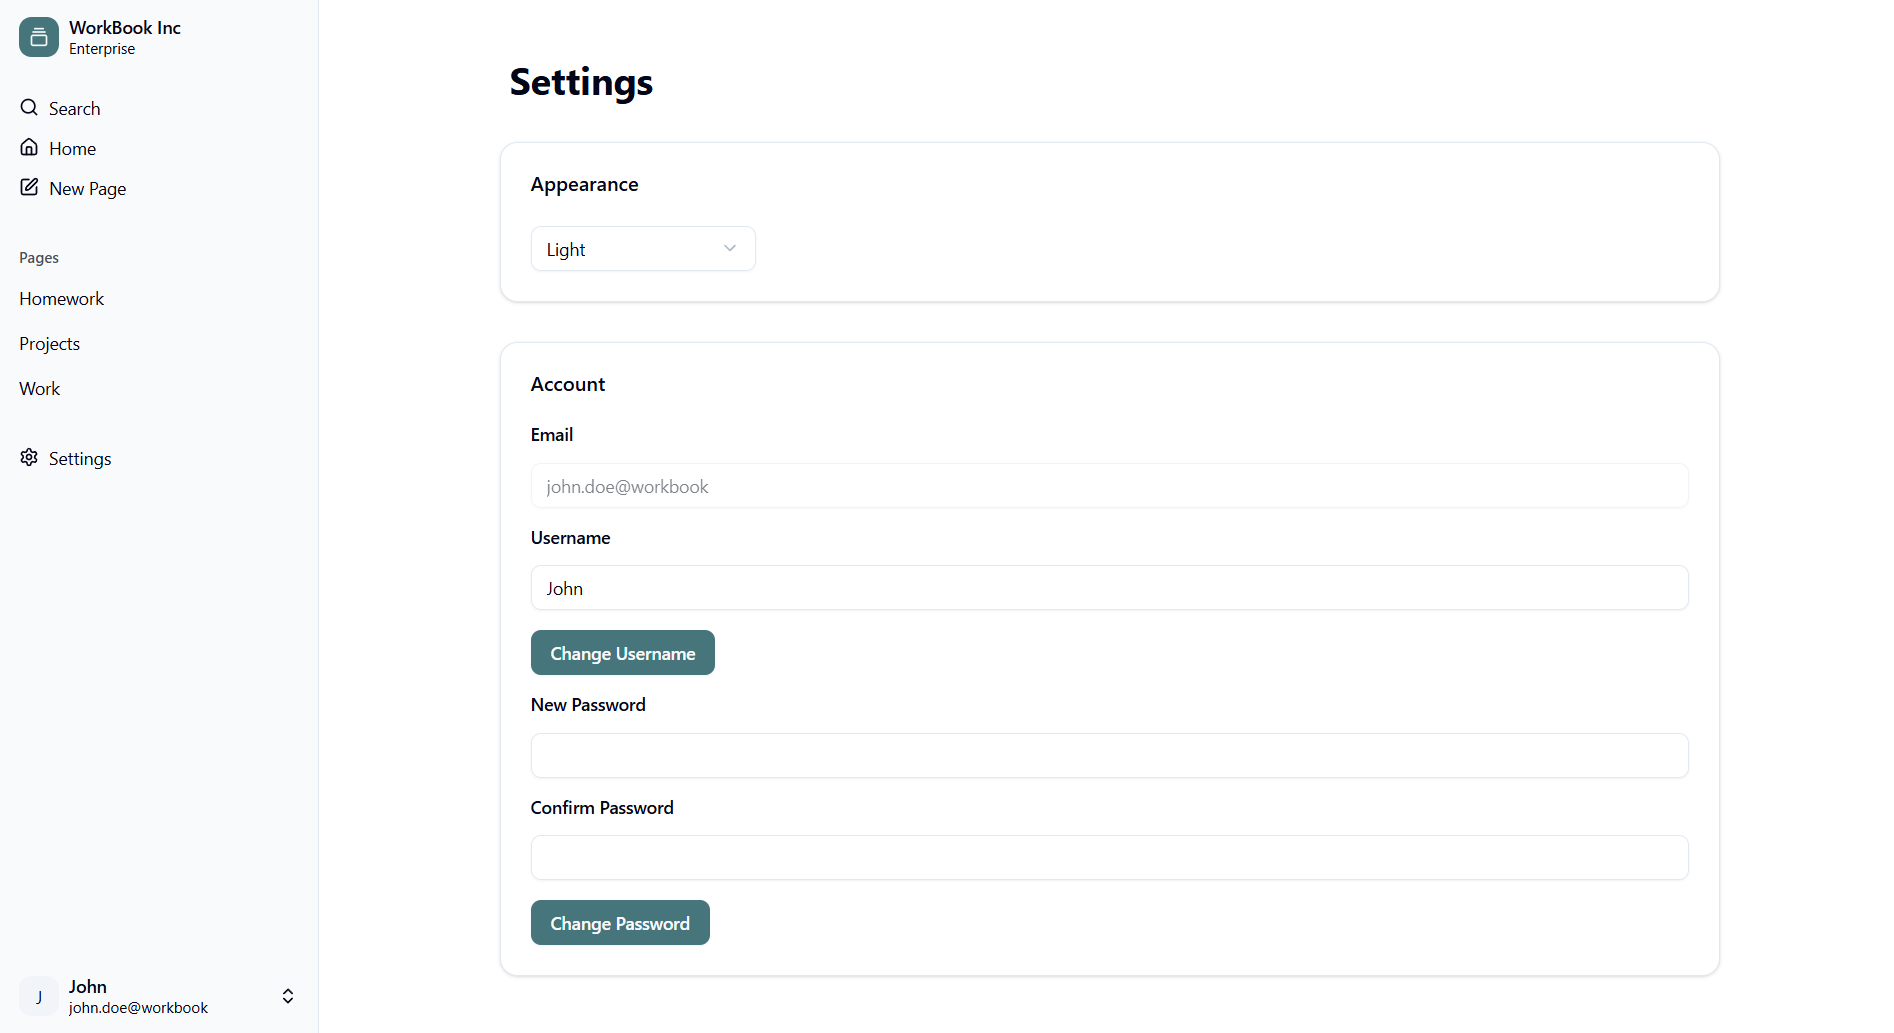 WorkBook Inc
Enterprise
Search
Home
New Page
Pages
Homework
Projects
Work
Settings
J
John
john.doe@workbook
Settings
Appearance
Light
Account
Email
john.doe@workbook
Username
John
Change Username
New Password
Confirm Password
Change Password